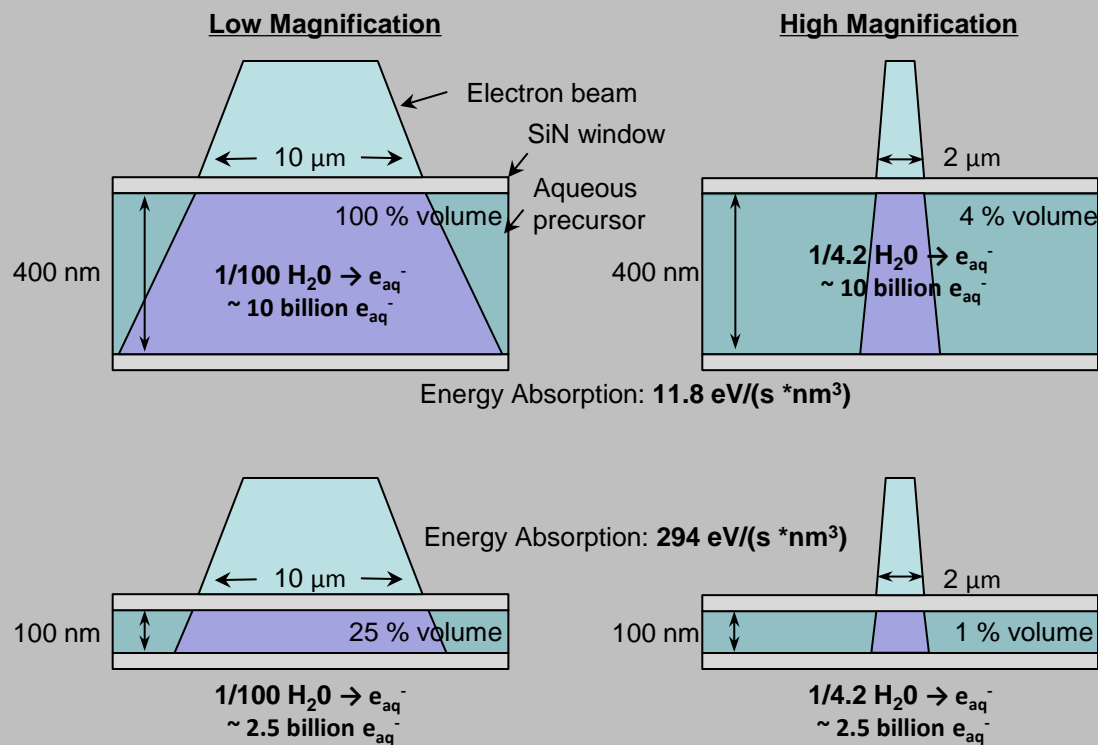 Low Magnification
High Magnification
Electron beam
SiN window
10 µm
2 µm
Aqueous
precursor
100 % volume
4 % volume
400 nm
1/100 H₂0 → eₐq⁻
~ 10 billion eₐq⁻
400 nm
1/4.2 H₂0 → eₐq⁻
~ 10 billion eₐq⁻
Energy Absorption: 11.8 eV/(s *nm³)
Energy Absorption: 294 eV/(s *nm³)
10 µm
2 µm
100 nm
25 % volume
100 nm
1 % volume
1/100 H₂0 → eₐq⁻
~ 2.5 billion eₐq⁻
1/4.2 H₂0 → eₐq⁻
~ 2.5 billion eₐq⁻